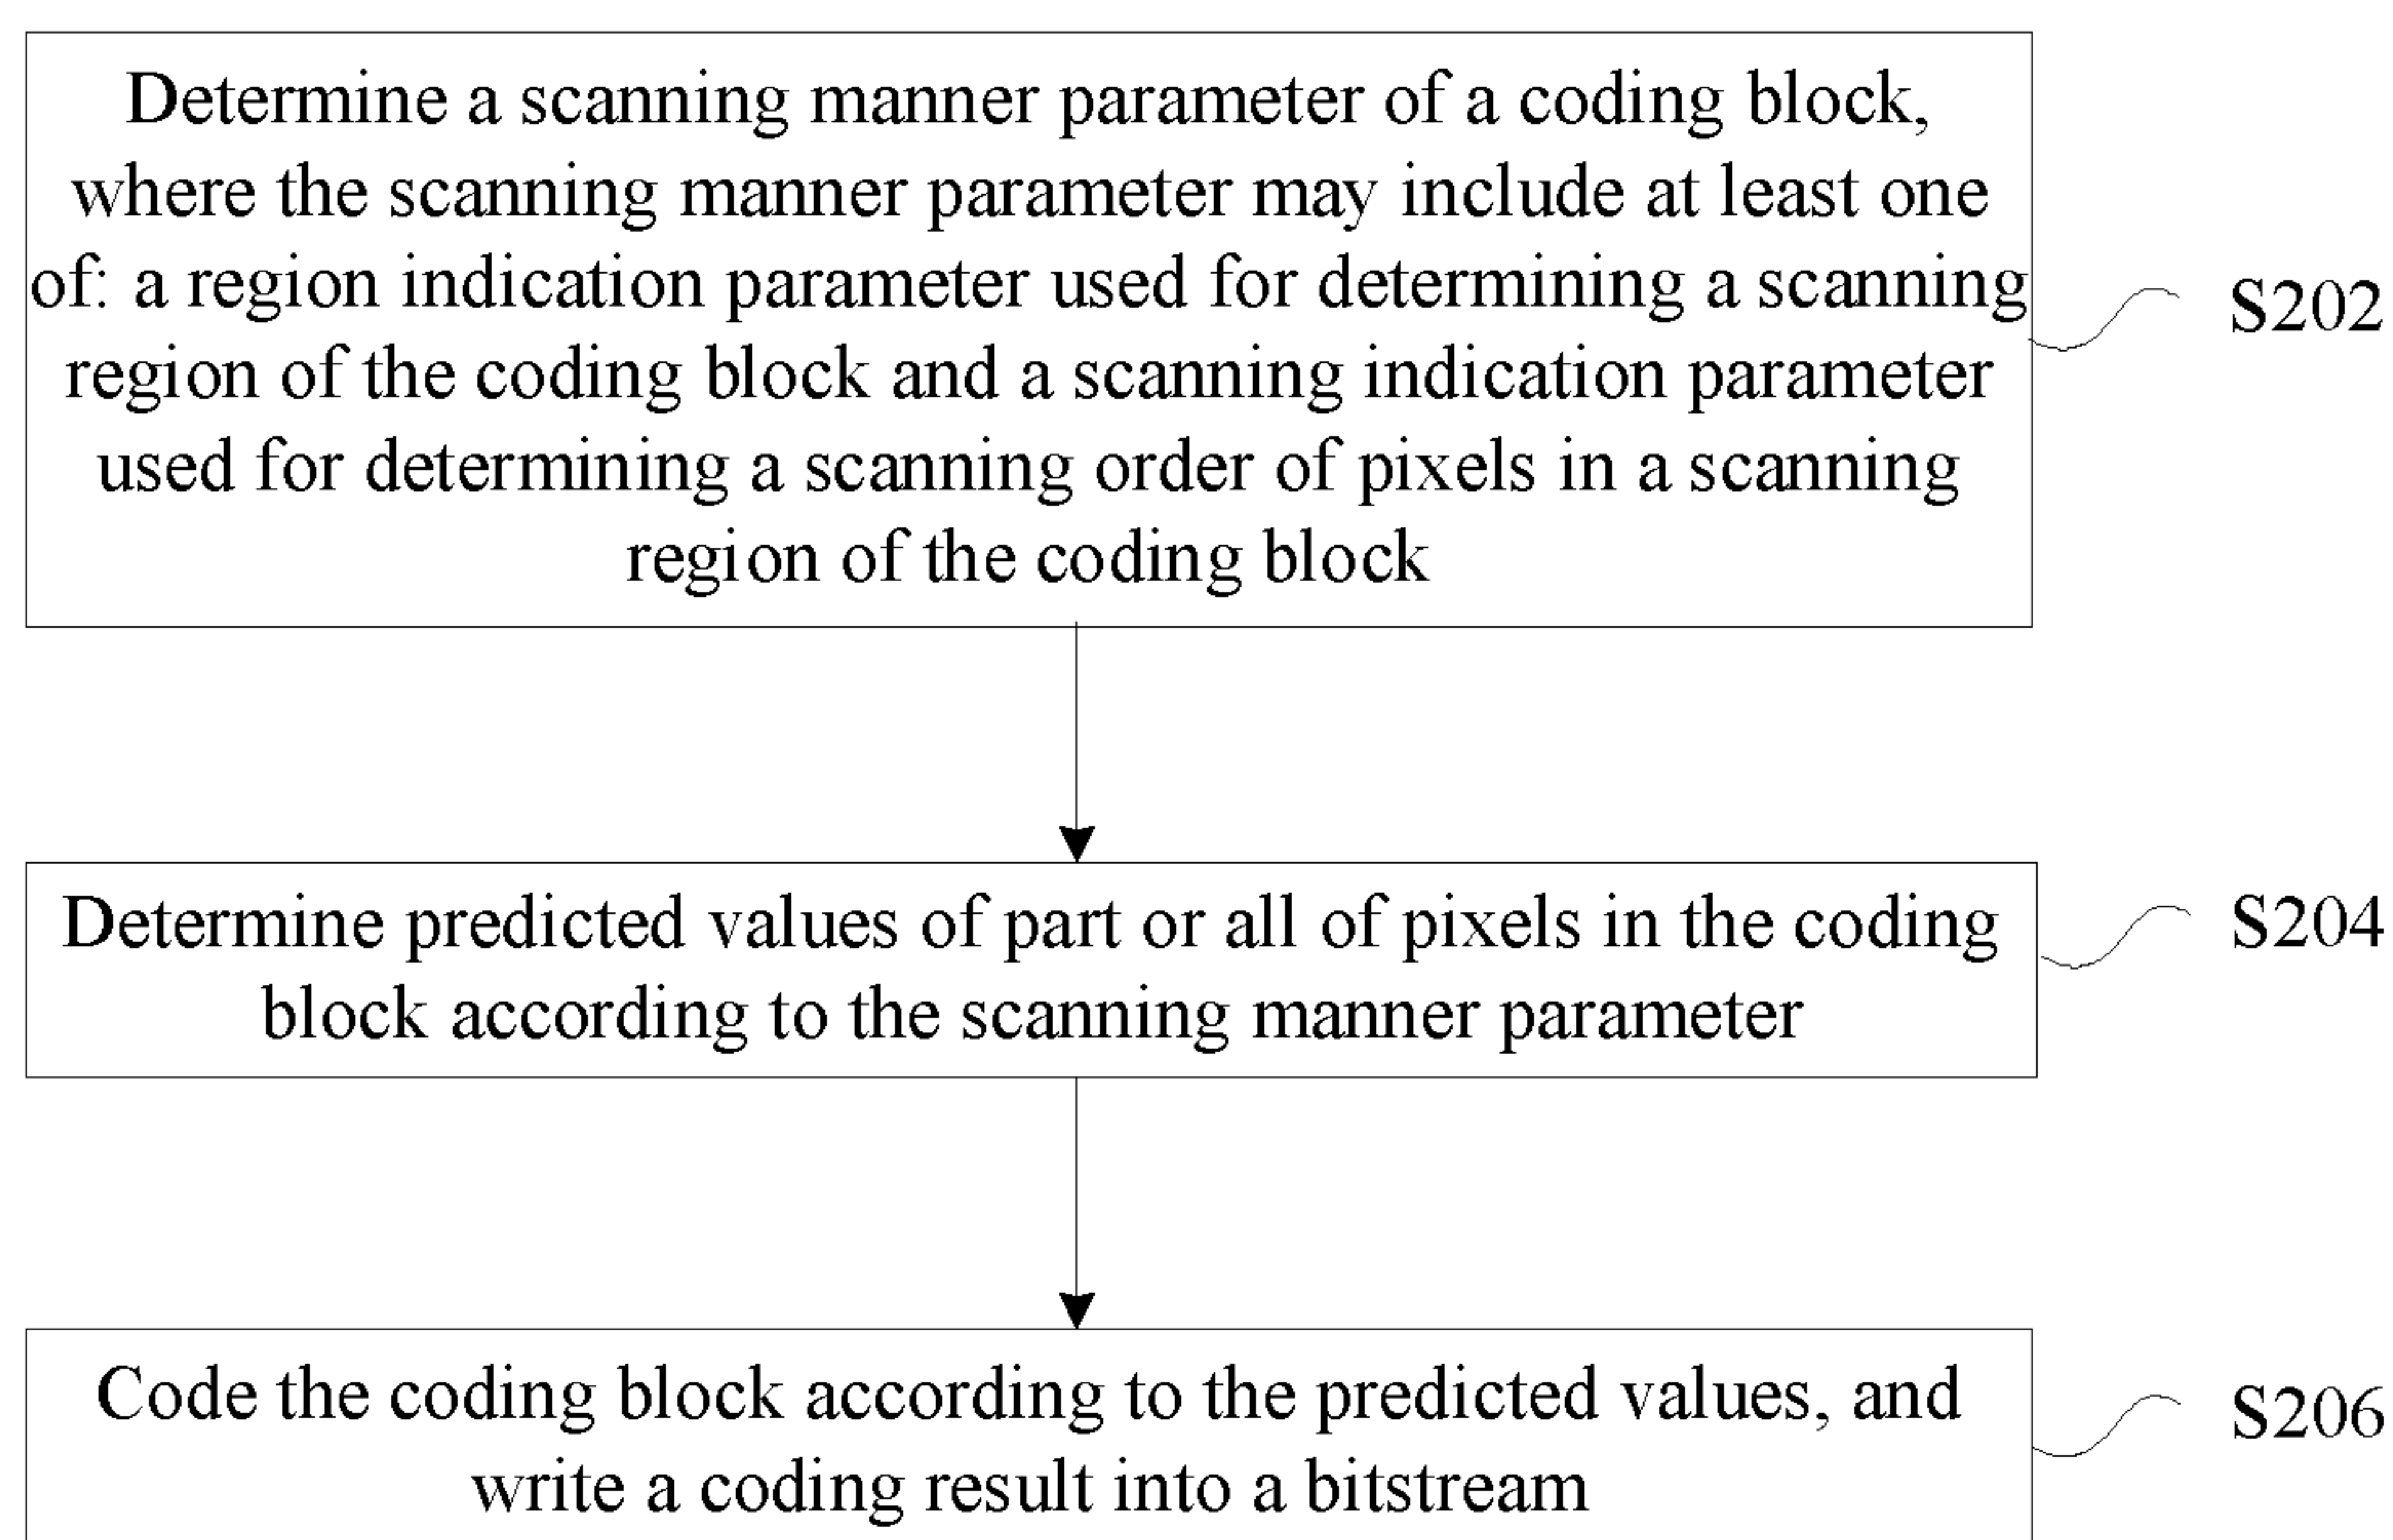 Determine a scanning manner parameter of a coding block,
where the scanning manner parameter may include at least one
of: a region indication parameter used for determining a scanning
region of the coding block and a scanning indication parameter
used for determining a scanning order of pixels in a scanning
region of the coding block
S202
Determine predicted values of part or all of pixels in the coding
block according to the scanning manner parameter
S204
Code the coding block according to the predicted values, and
write a coding result into a bitstream
S206